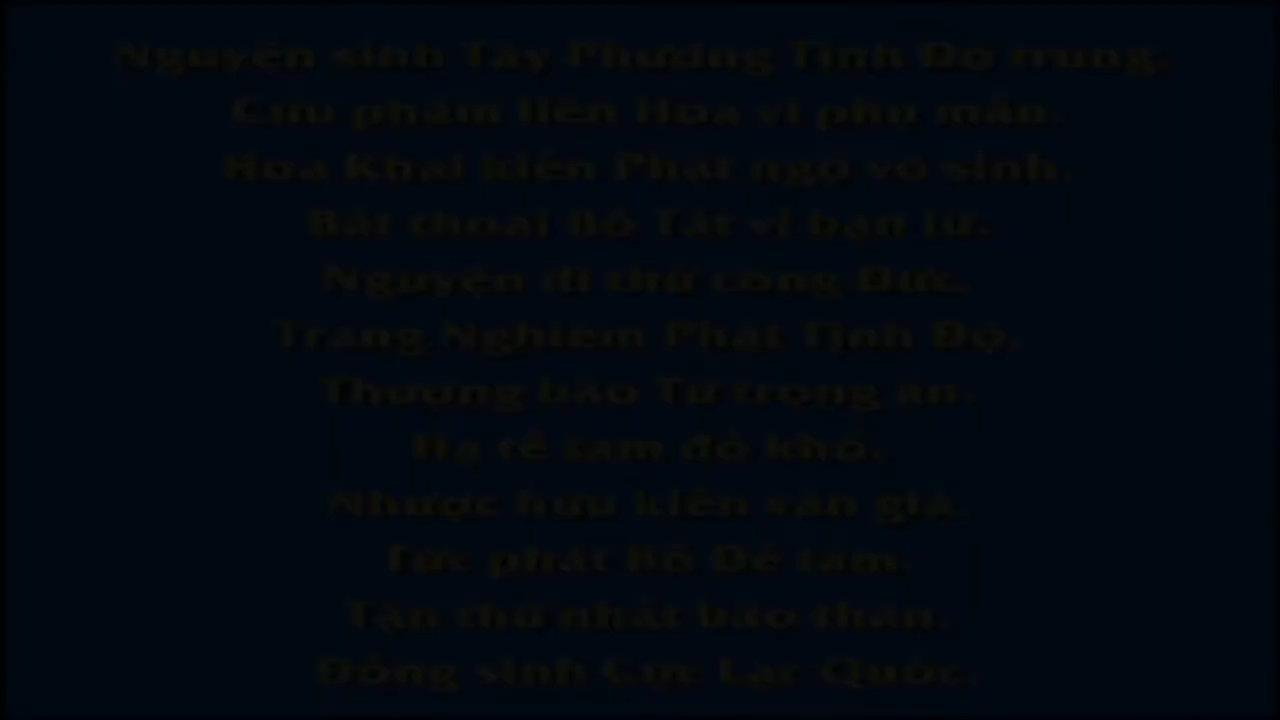 Nguyện sinh Tây Phương Tịnh Độ trung.
Cửu phẩm liên Hoa vi phụ mẫu.
Hoa Khai kiến Phật ngộ vô sinh.
Bất thoái Bồ Tát vi bạn lữ.
Nguyện dĩ thử công Đức.
Trang Nghiêm Phật Tịnh Độ.
Thượng báo Tứ trọng ân.
Hạ tế tam đồ khổ.
Nhược hữu kiến văn giả.
Tức phát Bồ Đề tâm.
Tận thử nhất báo thân.
Đồng sinh Cực Lạc Quốc.